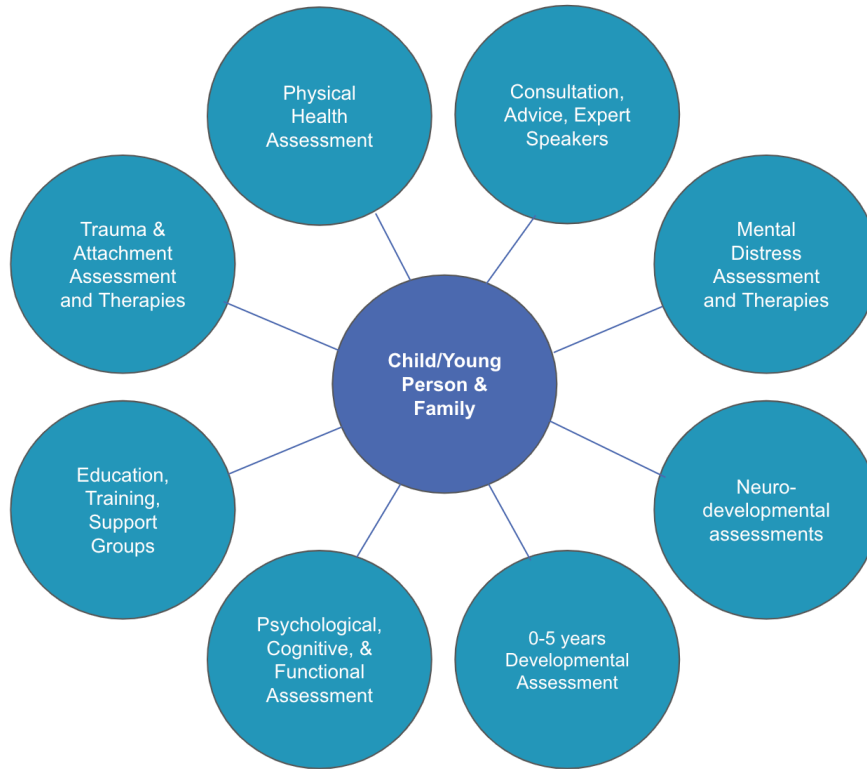 Physical
Health
Assessment
Consultation,
Advice, Expert
Speakers
Trauma &
Attachment
Assessment
and Therapies
Mental
Distress
Assessment
and Therapies
Child/Young
Person &
Family
Education,
Training,
Support
Groups
Neuro-
developmental
assessments
Psychological,
Cognitive, &
Functional
Assessment
0-5 years
Developmental
Assessment